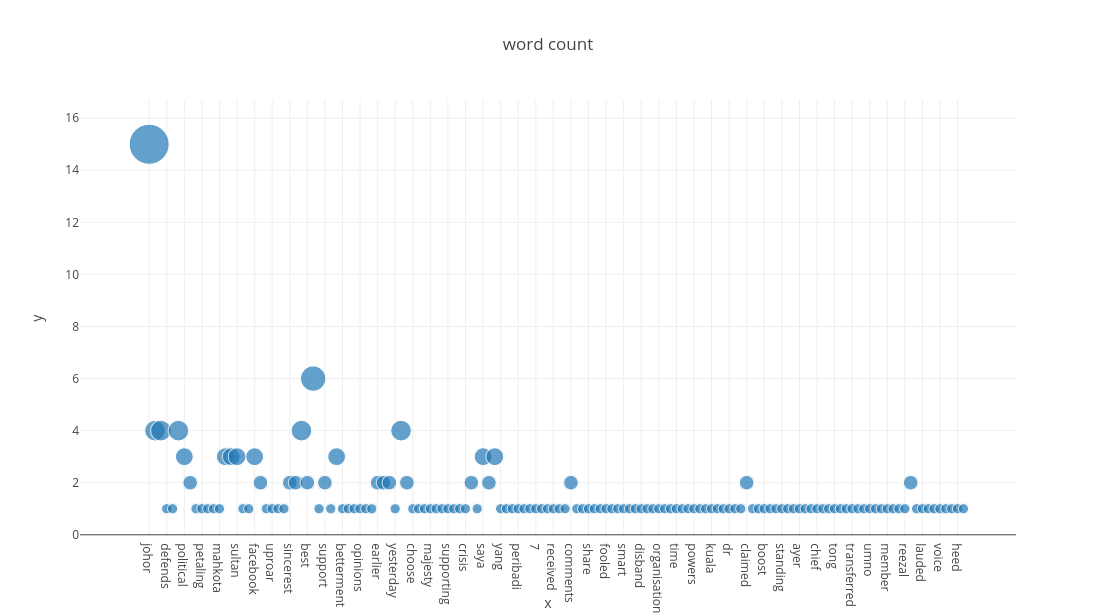 word count
16
14
12
10
8
6
4
2
0
y
johor
defends
political
petaling
mahkota
sultan
facebook
uproar
sincerest
best
support
betterment
opinions
earlier
yesterday
choose
majesty
supporting
crisis
saya
yang
peribadi
7
received
comments
share
fooled
smart
disband
organisation
time
powers
kuala
dr
claimed
boost
standing
ayer
chief
tong
transferred
umno
member
reezal
lauded
voice
heed
x